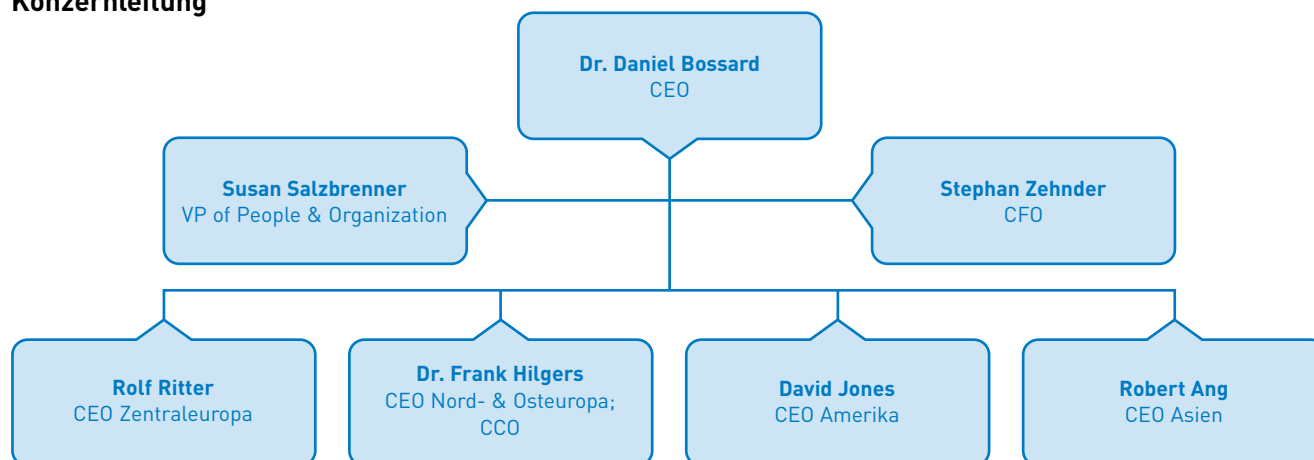 Konzernleitung
Dr. Daniel Bossard
CEO
Susan Salzbrenner
VP of People & Organization
Stephan Zehnder
CFO
Rolf Ritter
CEO Zentraleuropa
Dr. Frank Hilgers
CEO Nord- & Osteuropa;
CCO
David Jones
CEO Amerika
Robert Ang
CEO Asien